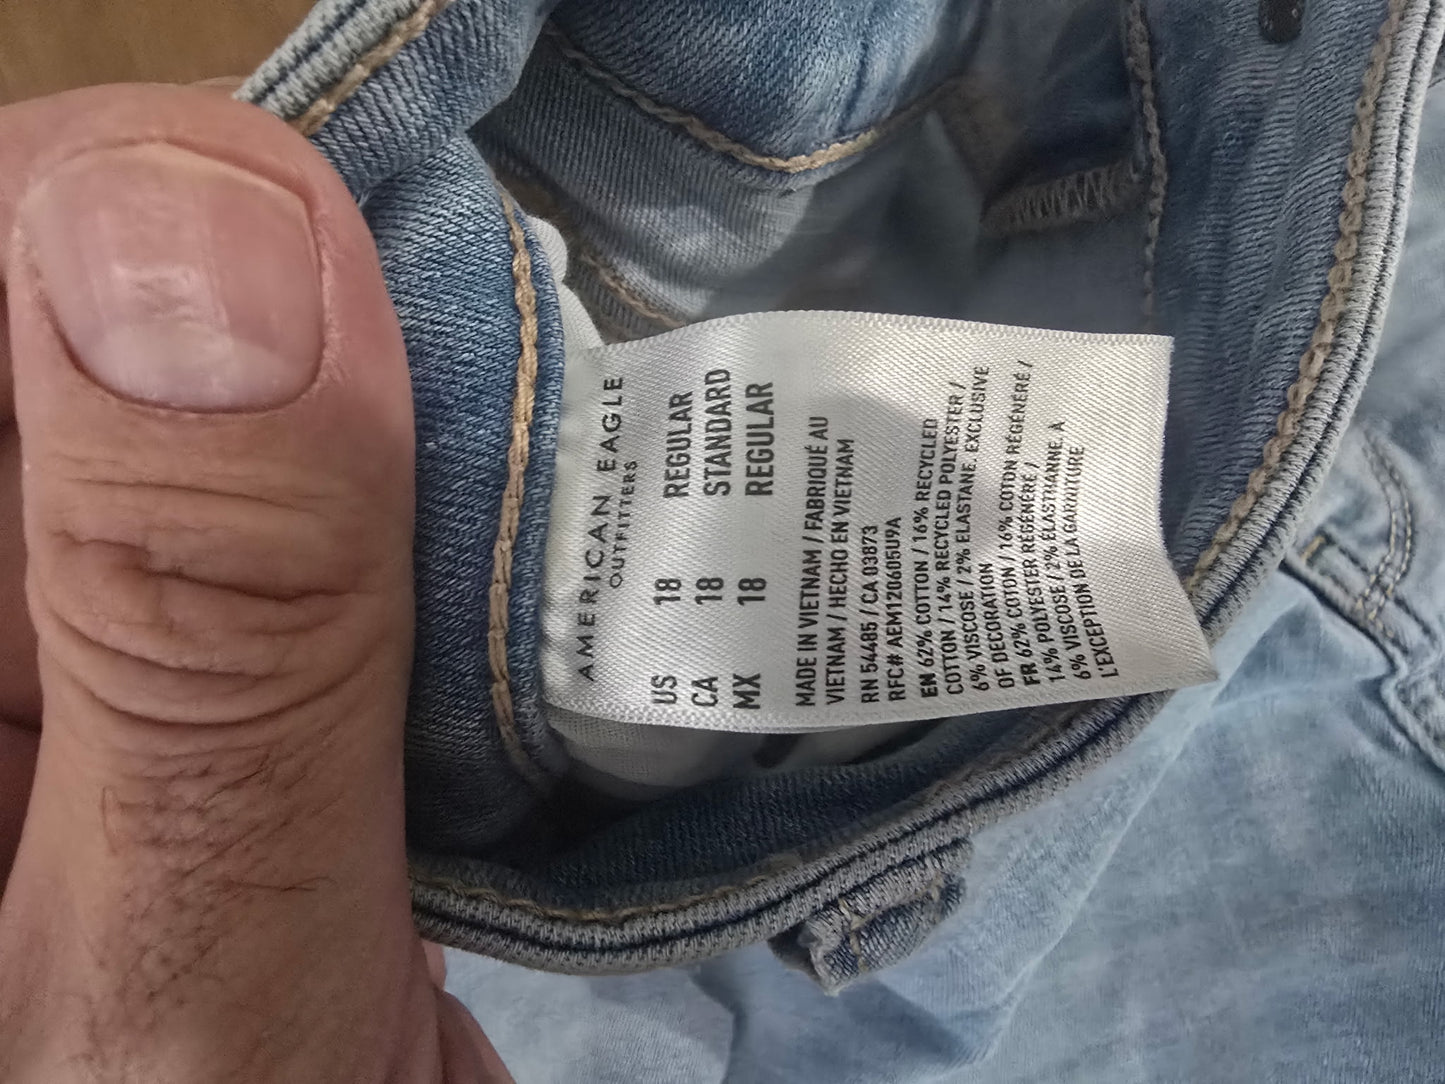 AMERICAN EAGLE
OUTFITTERS
US 18 REGULAR
CA 18 STANDARD
MX 18 REGULAR
MADE IN VIETNAM / FABRIQUÉ AU
VIETNAM / HECHO EN VIETNAM
RN 54485 / CA 03873
RFC# AEM120605U9A
EN 62% COTTON / 16% RECYCLED
COTTON / 14% RECYCLED POLYESTER /
6% VISCOSE / 2% ELASTANE. EXCLUSIVE
OF DECORATION
FR 62% COTON / 16% COTON RÉGÉNÉRÉ /
14% POLYESTER RÉGÉNÉRÉ /
6% VISCOSE / 2% ÉLASTHANNE. A
L'EXCEPTION DE LA GARNITURE